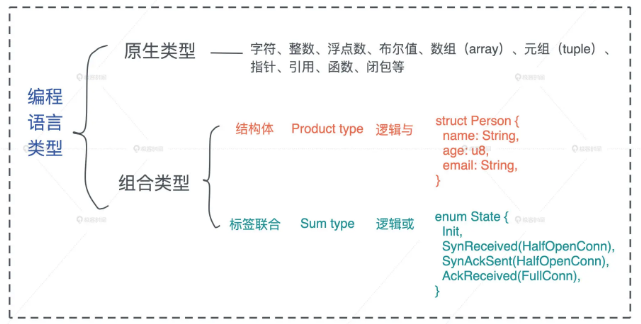 编程
语言
类型
原生类型
字符、整数、浮点数、布尔值、数组（array）、元组（tuple）、
指针、引用、函数、闭包等
组合类型
结构体 Product type 逻辑与
struct Person {
name: String,
age: u8,
email: String,
}
标签联合 Sum type 逻辑或
enum State {
Init,
SynReceived(HalfOpenConn),
SynAckSent(HalfOpenConn),
AckReceived(FullConn),
}